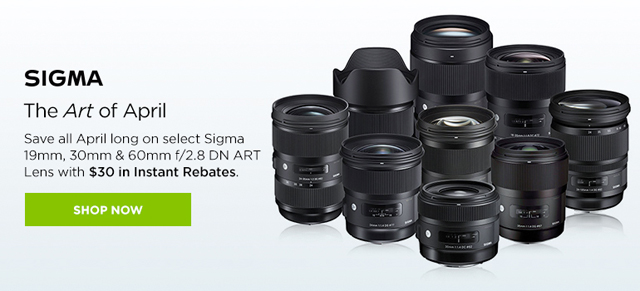 SIGMA
The Art of April
Save all April long on select Sigma
19mm, 30mm & 60mm f/2.8 DN ART
Lens with $30 in Instant Rebates.
SHOP NOW